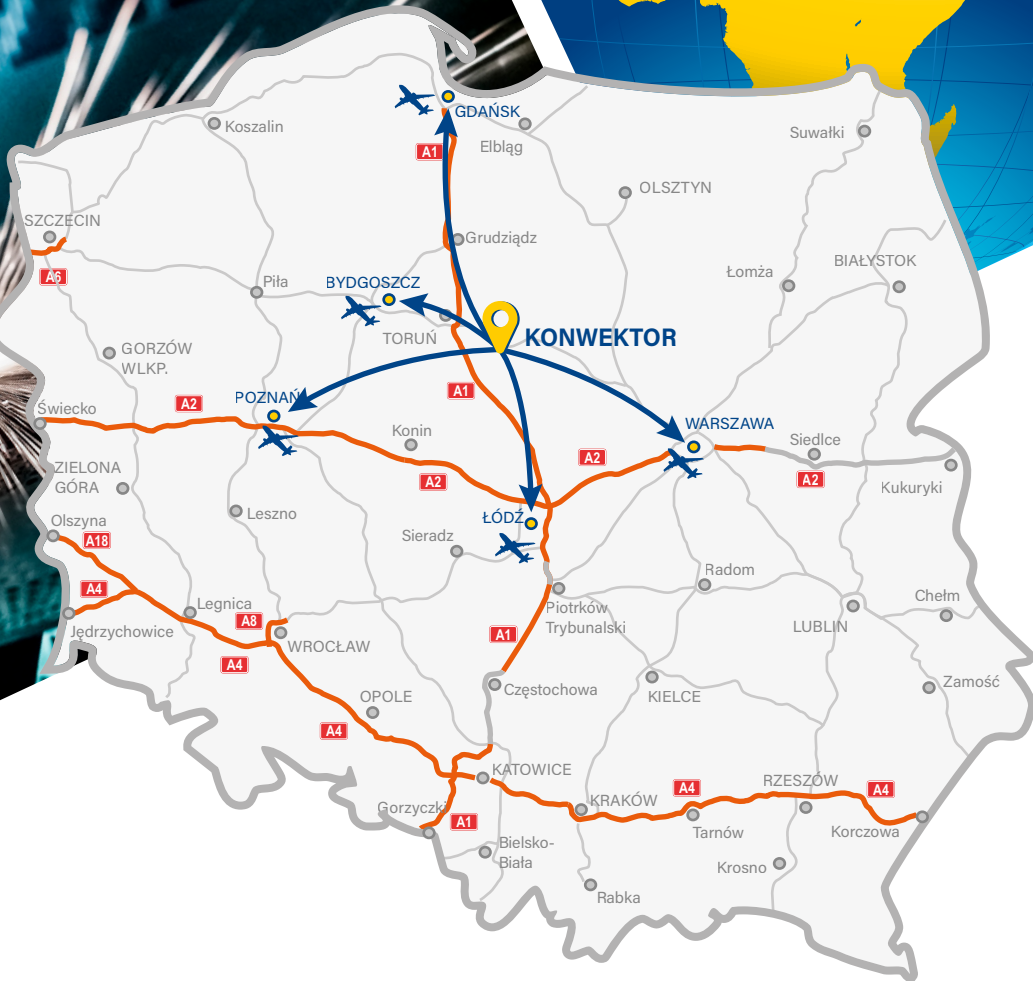 GDAŃSK
Koszalin
Elbląg
Suwałki
A1
OLSZTYN
SZCZECIN
Grudziądz
A6
Piła
BYDGOSZCZ
Łomża
BIAŁYSTOK
TORUŃ
KONWEKTOR
GORZÓW
WLKP.
POZNAŃ
A1
Świecko
A2
Konin
WARSZAWA
Siedlce
A2
A2
A2
Kukuryki
ZIELONA
GÓRA
Leszno
ŁÓDŹ
Olszyna
A18
Sieradz
Radom
A4
Legnica
Piotrków
Trybunalski
Chełm
LUBLIN
Jędrzychowice
A8
WROCŁAW
A1
A4
Częstochowa
KIELCE
Zamość
OPOLE
A4
KATOWICE
RZESZÓW
A4
A4
Gorzyczki
A1
KRAKÓW
Tarnów
Korczowa
Bielsko-
Biała
Krosno
Rabka